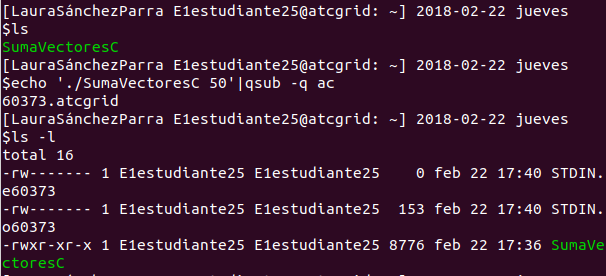 [LauraSánchezParra E1estudiante25@atcgrid: ~] 2018-02-22 jueves
$ls
SumaVectoresC
[LauraSánchezParra E1estudiante25@atcgrid: ~] 2018-02-22 jueves
$echo './SumaVectoresC 50'|qsub -q ac
60373.atcgrid
[LauraSánchezParra E1estudiante25@atcgrid: ~] 2018-02-22 jueves
$ls -l
total 16
-rw------- 1 E1estudiante25 E1estudiante25    0 feb 22 17:40 STDIN.
e60373
-rw------- 1 E1estudiante25 E1estudiante25  153 feb 22 17:40 STDIN.
o60373
-rwxr-xr-x 1 E1estudiante25 E1estudiante25 8776 feb 22 17:36 SumaVe
ctoresC